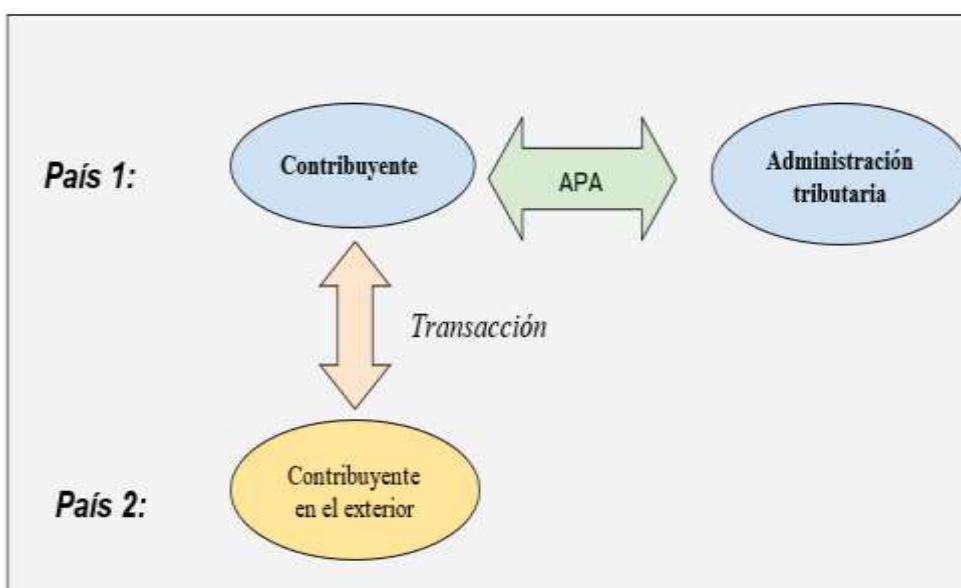 País 1:
Contribuyente
APA
Administración
tributaria
Transacción
Contribuyente
en el exterior
País 2: